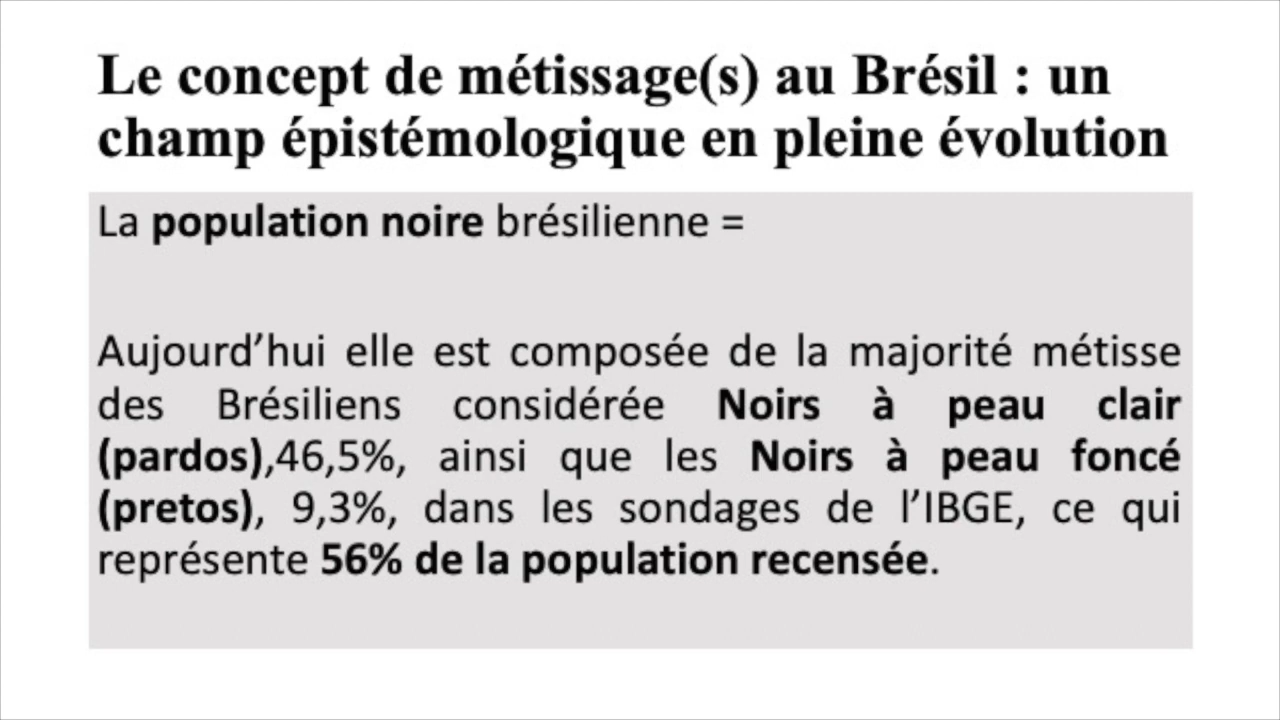 Le concept de métissage(s) au Brésil : un
champ épistémologique en pleine évolution
La population noire brésilienne =
Aujourd’hui elle est composée de la majorité métisse
des Brésiliens considérée Noirs à peau clair
(pardos),46,5%, ainsi que les Noirs à peau foncé
(pretos), 9,3%, dans les sondages de l’IBGE, ce qui
représente 56% de la population recensée.